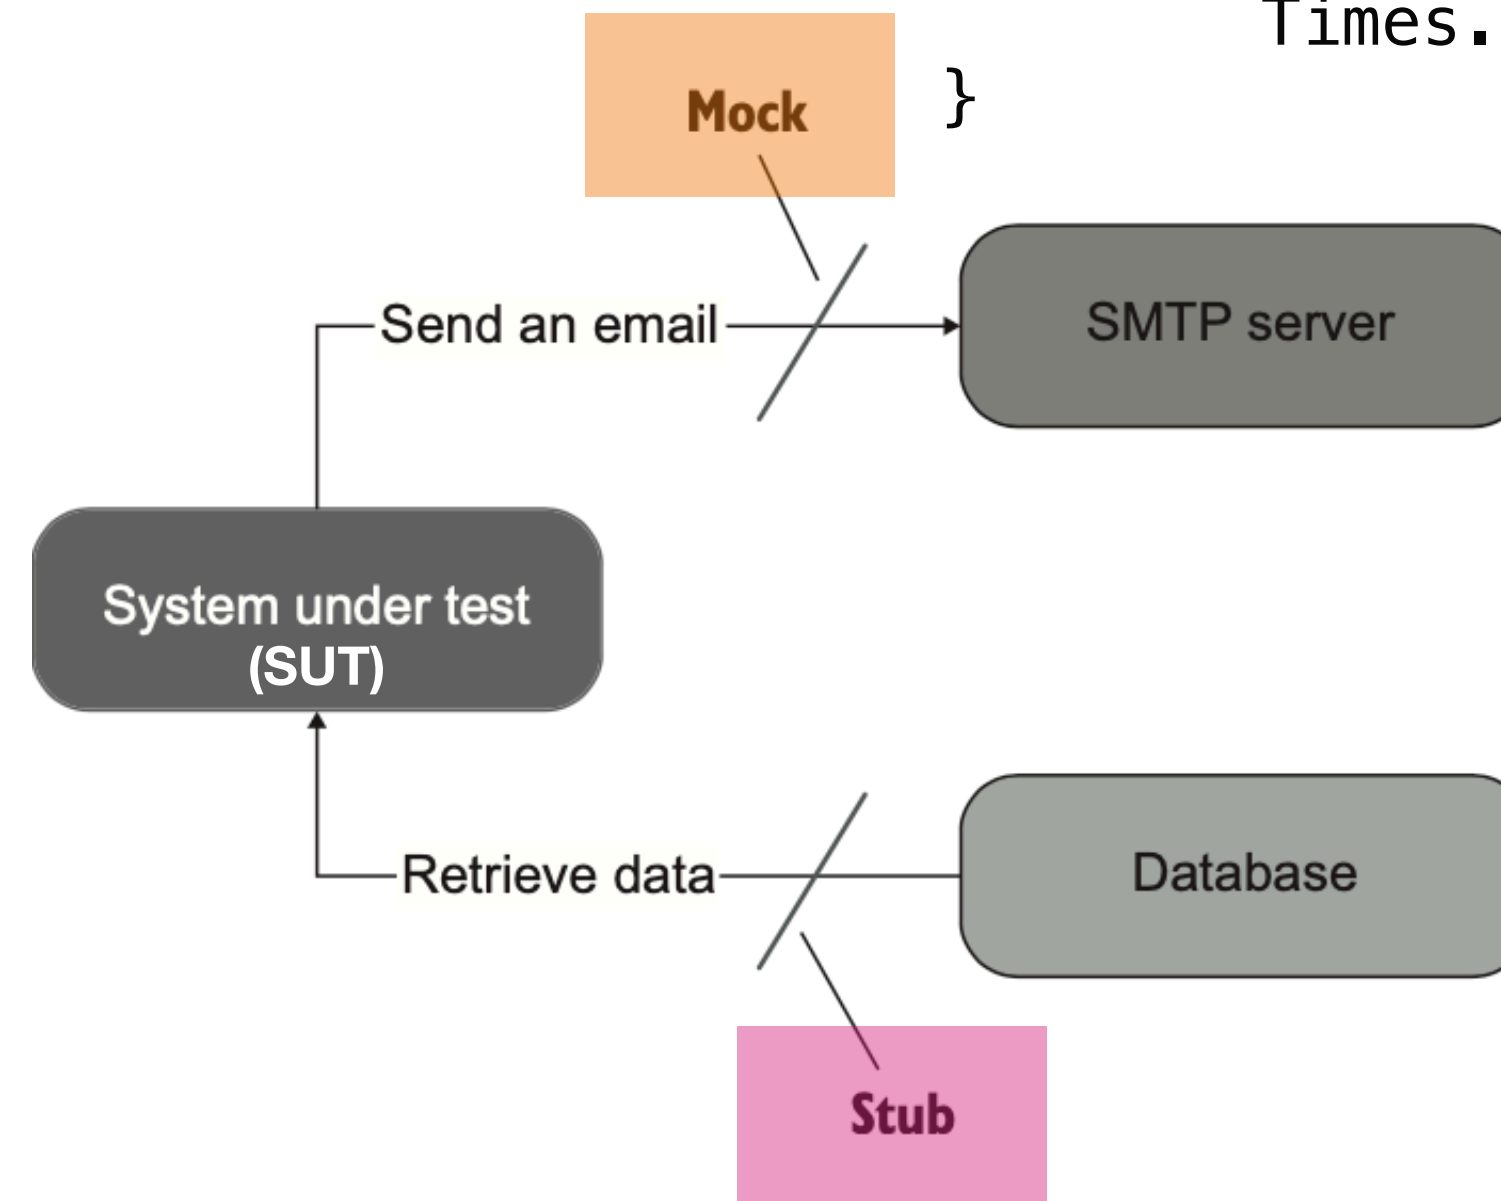 Times.
}
Mock
Send an email
SMTP server
System under test
(SUT)
Retrieve data
Database
Stub